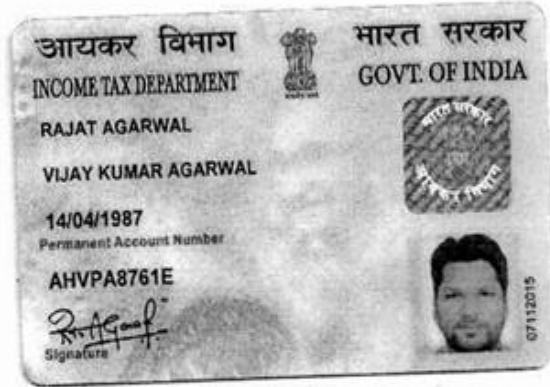 आयकर विभाग
भारत सरकार
INCOME TAX DEPARTMENT
GOVT. OF INDIA
RAJAT AGARWAL
VIJAY KUMAR AGARWAL
14/04/1987
Permanent Account Number
AHVPA8761E
Signature
07112015